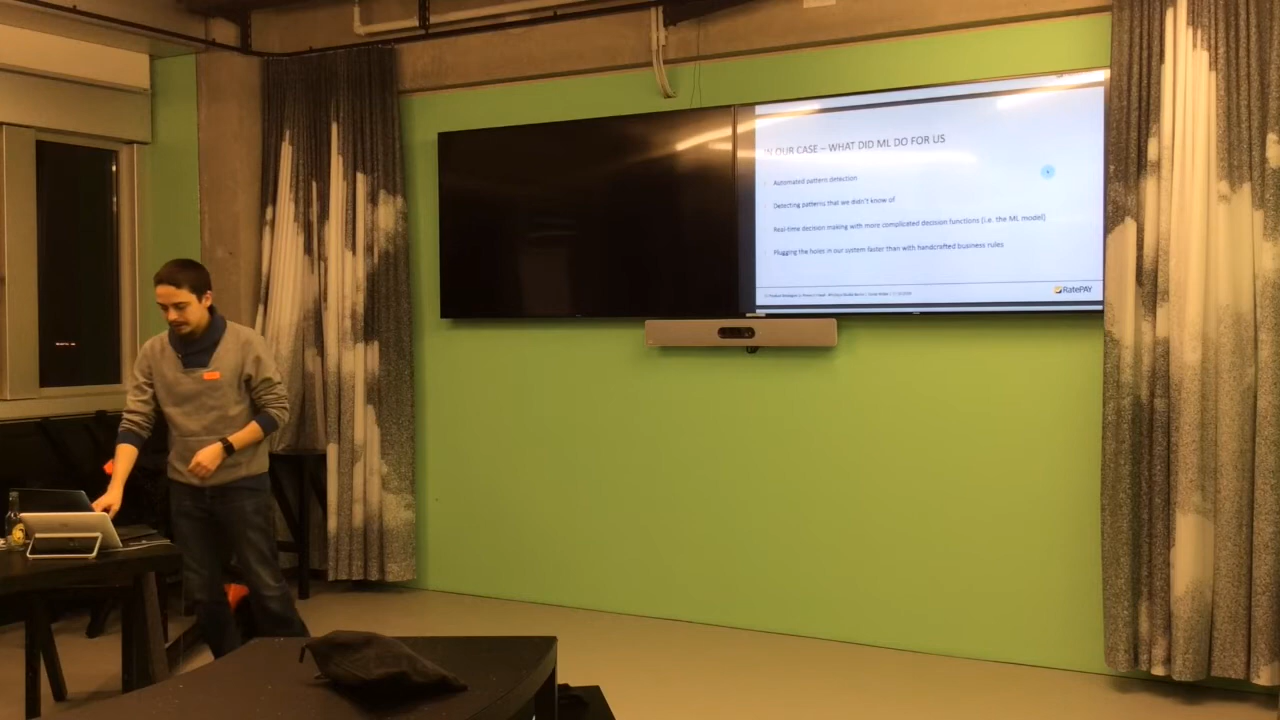 IN OUR CASE – WHAT DID ML DO FOR US
Automated pattern detection
Detecting patterns that we didn't know of
Real-time decision making with more complicated decision functions (i.e. the ML model)
Plugging the holes in our system faster than with handcrafted business rules
RatePAY